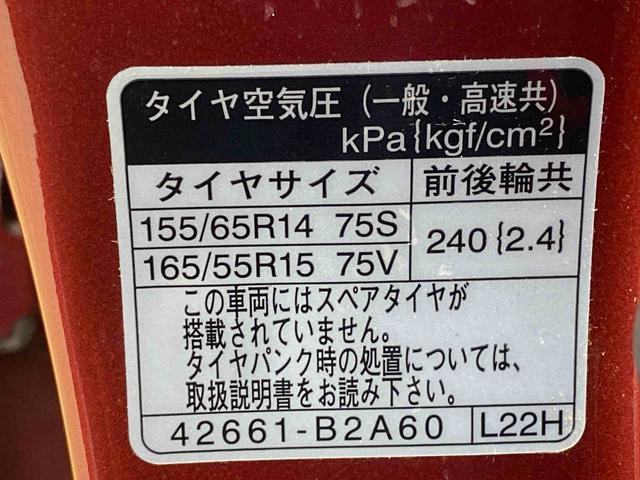 タイヤ空気圧（一般・高速共）
kPa{kgf/cm²}
タイヤサイズ 前後輪共
155/65R14 75S
240{2.4}
165/55R15 75V
この車両にはスペアタイヤが
搭載されていません。
タイヤパンク時の処置については、
取扱説明書をお読み下さい。
42661-B2A60 L22H